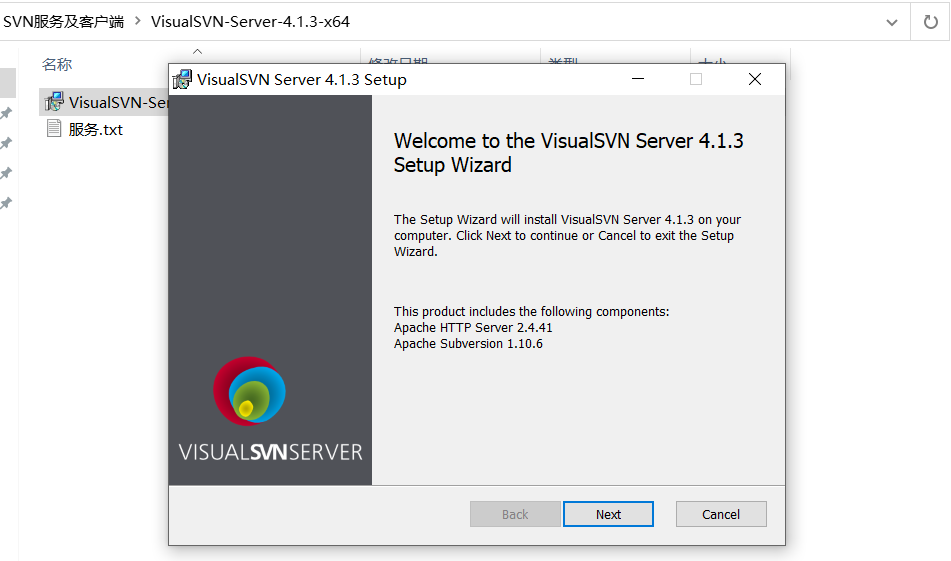 SVN服务及客户端 > VisualSVN-Server-4.1.3-x64
名称
VisualSVN-Ser
服务.txt
VisualSVN Server 4.1.3 Setup
Welcome to the VisualSVN Server 4.1.3
Setup Wizard
The Setup Wizard will install VisualSVN Server 4.1.3 on your
computer. Click Next to continue or Cancel to exit the Setup
Wizard.
This product includes the following components:
Apache HTTP Server 2.4.41
Apache Subversion 1.10.6
VISUALSVNSERVER
Back
Next
Cancel